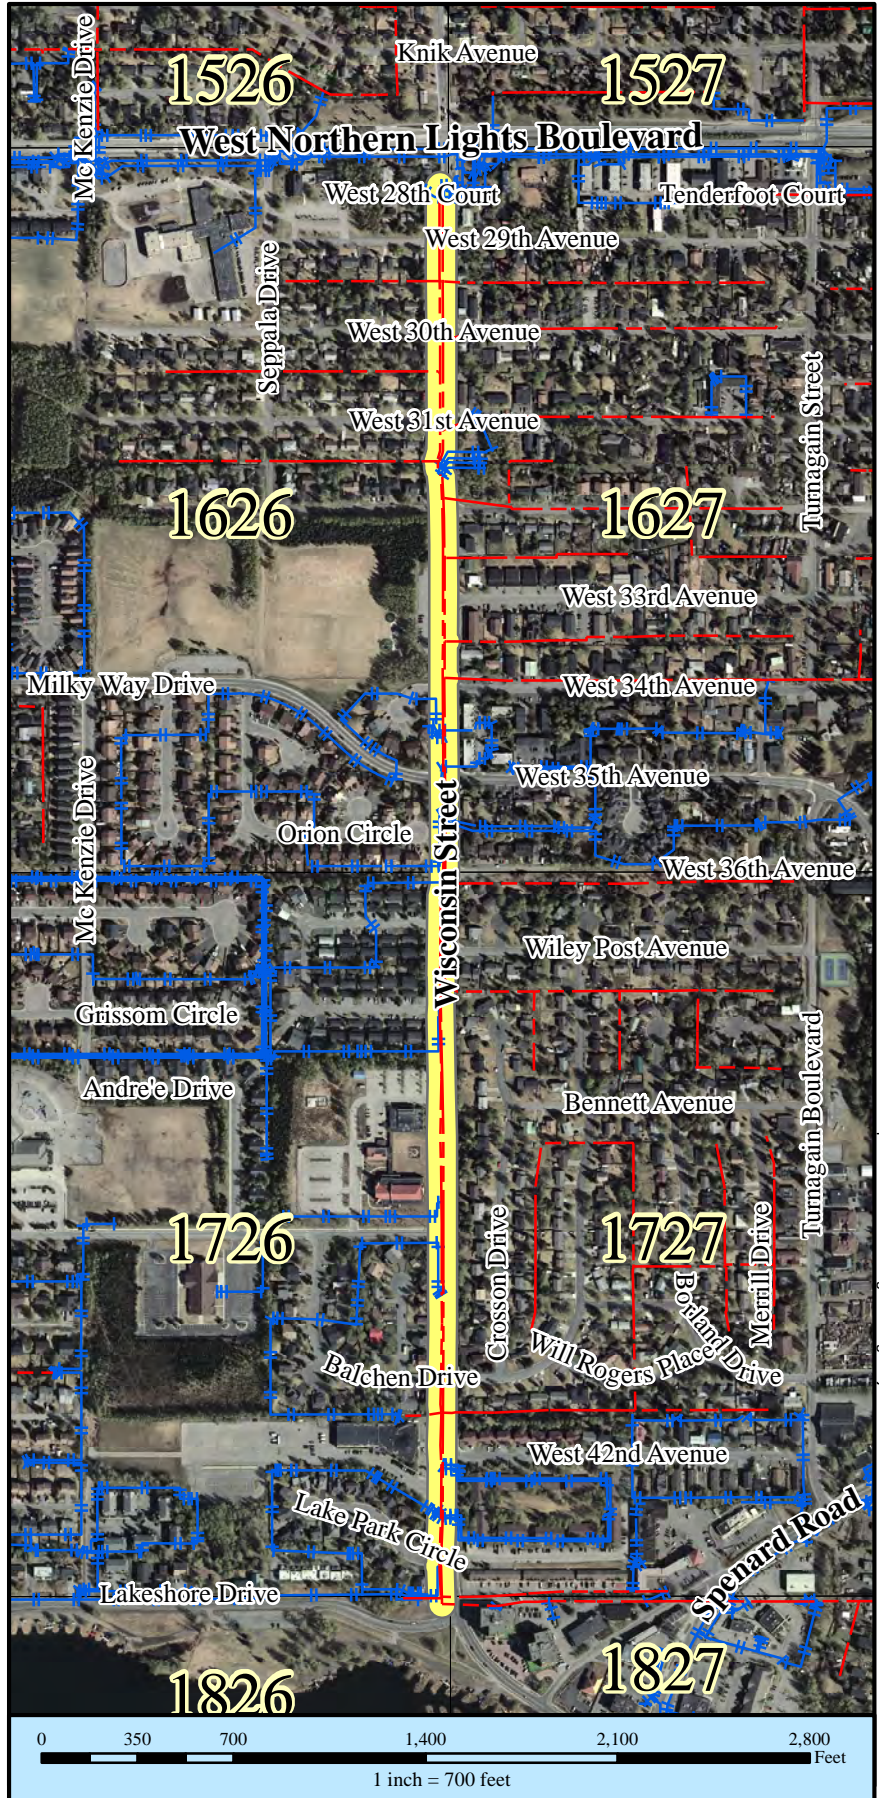 Knik Avenue
Mc Kenzie Drive
1526
1527
West Northern Lights Boulevard
West 28th Court
Tenderfoot Court
West 29th Avenue
Seppala Drive
West 30th Avenue
Turnagain Street
West 31st Avenue
1626
1627
West 33rd Avenue
Milky Way Drive
West 34th Avenue
West 35th Avenue
Mc Kenzie Drive
Wisconsin Street
Orion Circle
West 36th Avenue
Wiley Post Avenue
Grissom Circle
Turnagain Boulevard
Andre'e Drive
Bennett Avenue
1726
1727
Crosson Drive
Merrill Drive
Borland Drive
Will Rogers Place
Balchen Drive
West 42nd Avenue
Lake Park Circle
Spenard Road
Lakeshore Drive
1826
1827
0 350 700 1,400 2,100 2,800
Feet
1 inch = 700 feet